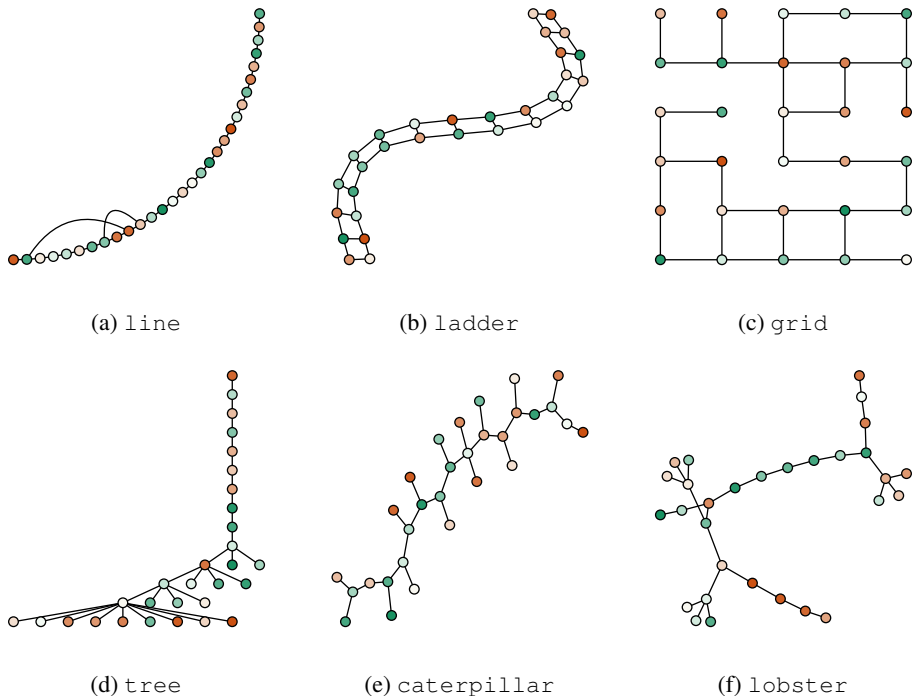 (a) line
(b) ladder
(c) grid
(d) tree
(e) caterpillar
(f) lobster